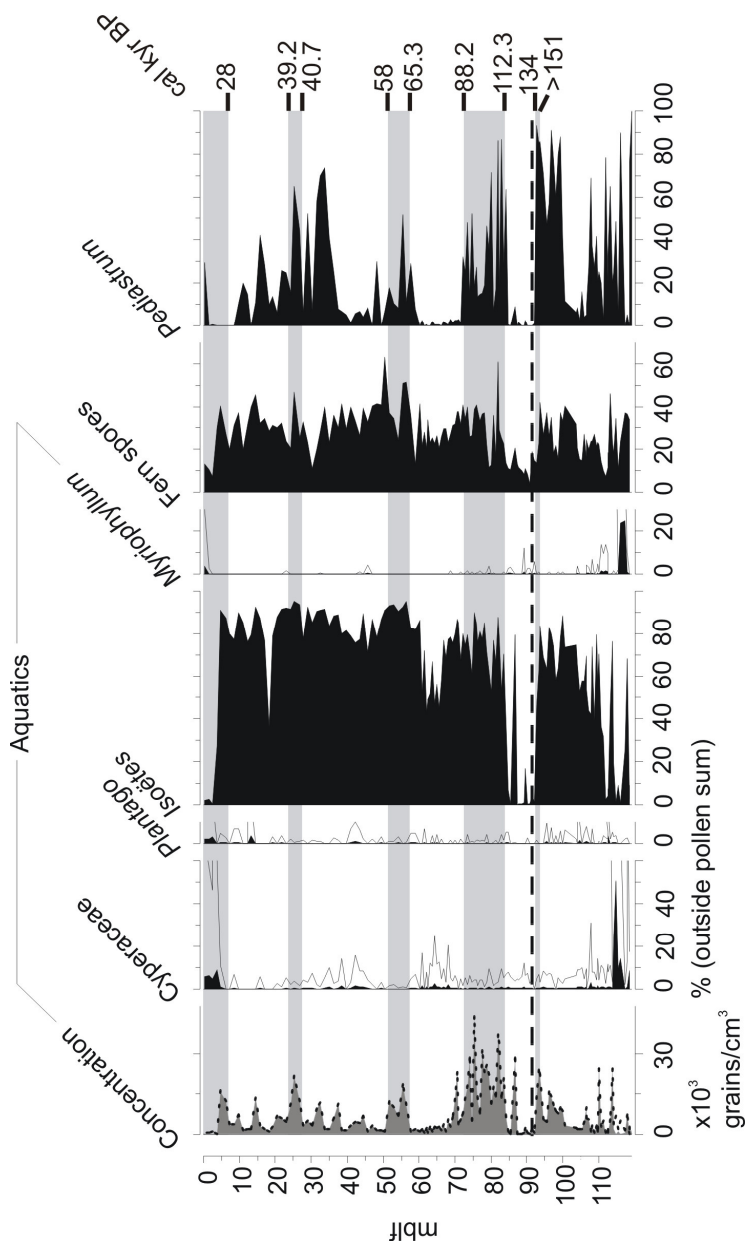 Aquatics
Concentration
Cyperaceae
Plantago
Isoëtes
Myriophyllum
Fern spores
Pediastrum
cal kyr BP
mblf
0
10
20
30
40
50
60
70
80
90
100
110
0 30
x10³
grains/cm³
0 20 40
0
0 20 40 60 80
0 20
0 20 40 60
0 20 40 60 80 100
% (outside pollen sum)
28
39.2
40.7
58
65.3
88.2
112.3
134
>151